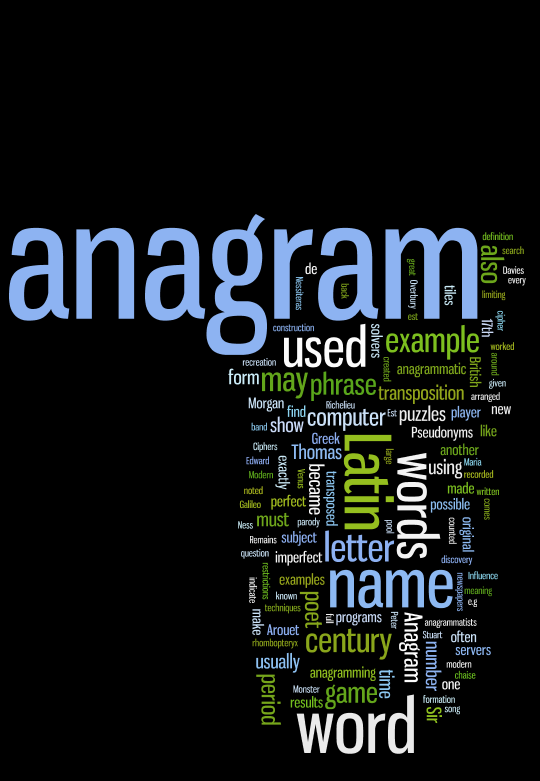 anagram
definition
also
search
Davies
every
limiting
de
Nessiteras
back
great
Overbury
tiles
est
cipher
17th
construction
used
solvers
example
worked
around
recreation
form
may
phrase
created
anagrammatic
British
given
transposition
arranged
Morgan
find
Richelieu
computer
Est
puzzles
player
new
band
show
Pseudonyms
like
Greek
Latin
large
another
Ciphers
Thomas
words
using
Maria
Edward
exactly
Modern
Venus
became
transposed
recorded
noted
made
written
Galileo
perfect
possible
comes
Ness
must
parody
pool
counted
original
Remains
subject
letter
question
imperfect
discovery
restrictions
indicate
examples
name
newspapers
Influence
meaning
known
e.g
techniques
poet
make
full
programs
Peter
Anagram
anagrammatists
Arouet
Stuart
often
rhombopteryx
century
number
servers
usually
modern
anagramming
time
chaise
one
period
Monster
game
results
formation
Sir
song
word